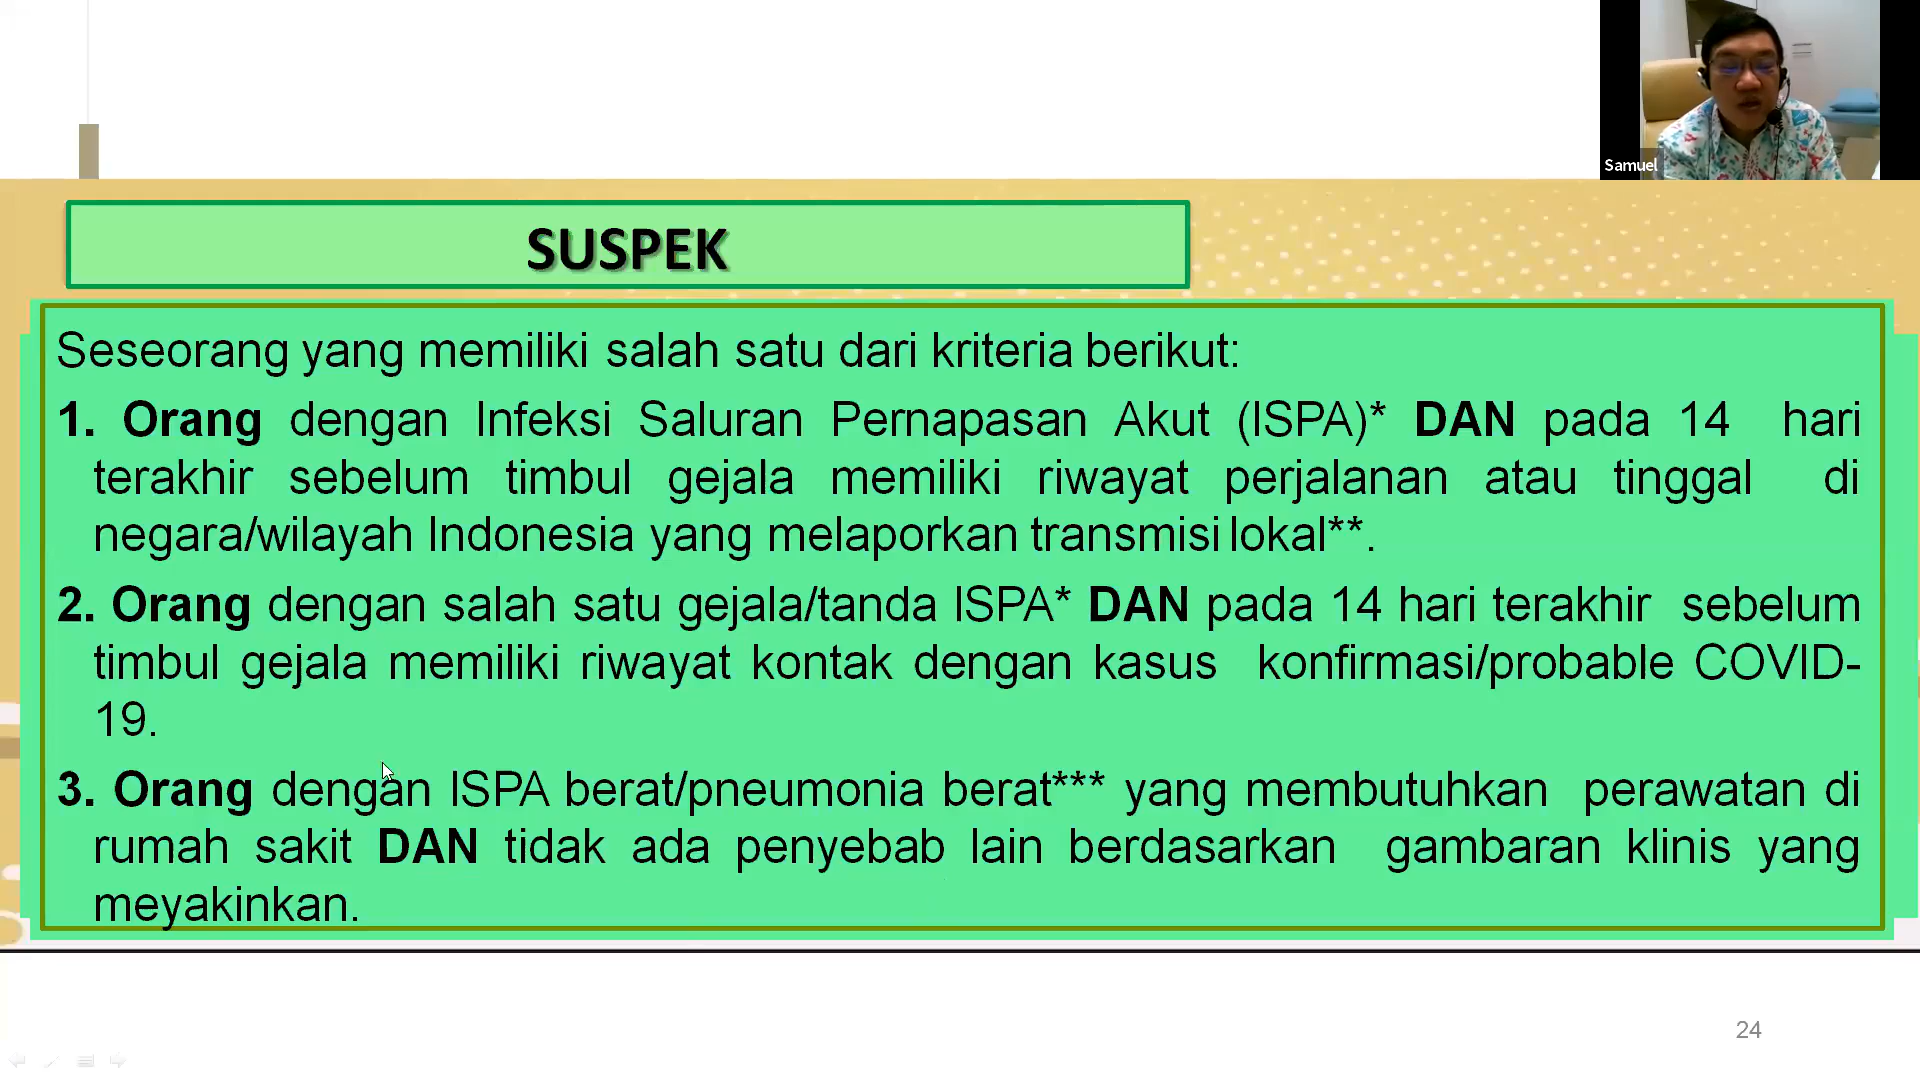 Samuel
SUSPEK
Seseorang yang memiliki salah satu dari kriteria berikut:
1. Orang dengan Infeksi Saluran Pernapasan Akut (ISPA)* DAN pada 14 hari
terakhir sebelum timbul gejala memiliki riwayat perjalanan atau tinggal di
negara/wilayah Indonesia yang melaporkan transmisi lokal**.
2. Orang dengan salah satu gejala/tanda ISPA* DAN pada 14 hari terakhir sebelum
timbul gejala memiliki riwayat kontak dengan kasus konfirmasi/probable COVID-
19.
3. Orang dengan ISPA berat/pneumonia berat*** yang membutuhkan perawatan di
rumah sakit DAN tidak ada penyebab lain berdasarkan gambaran klinis yang
meyakinkan.
24